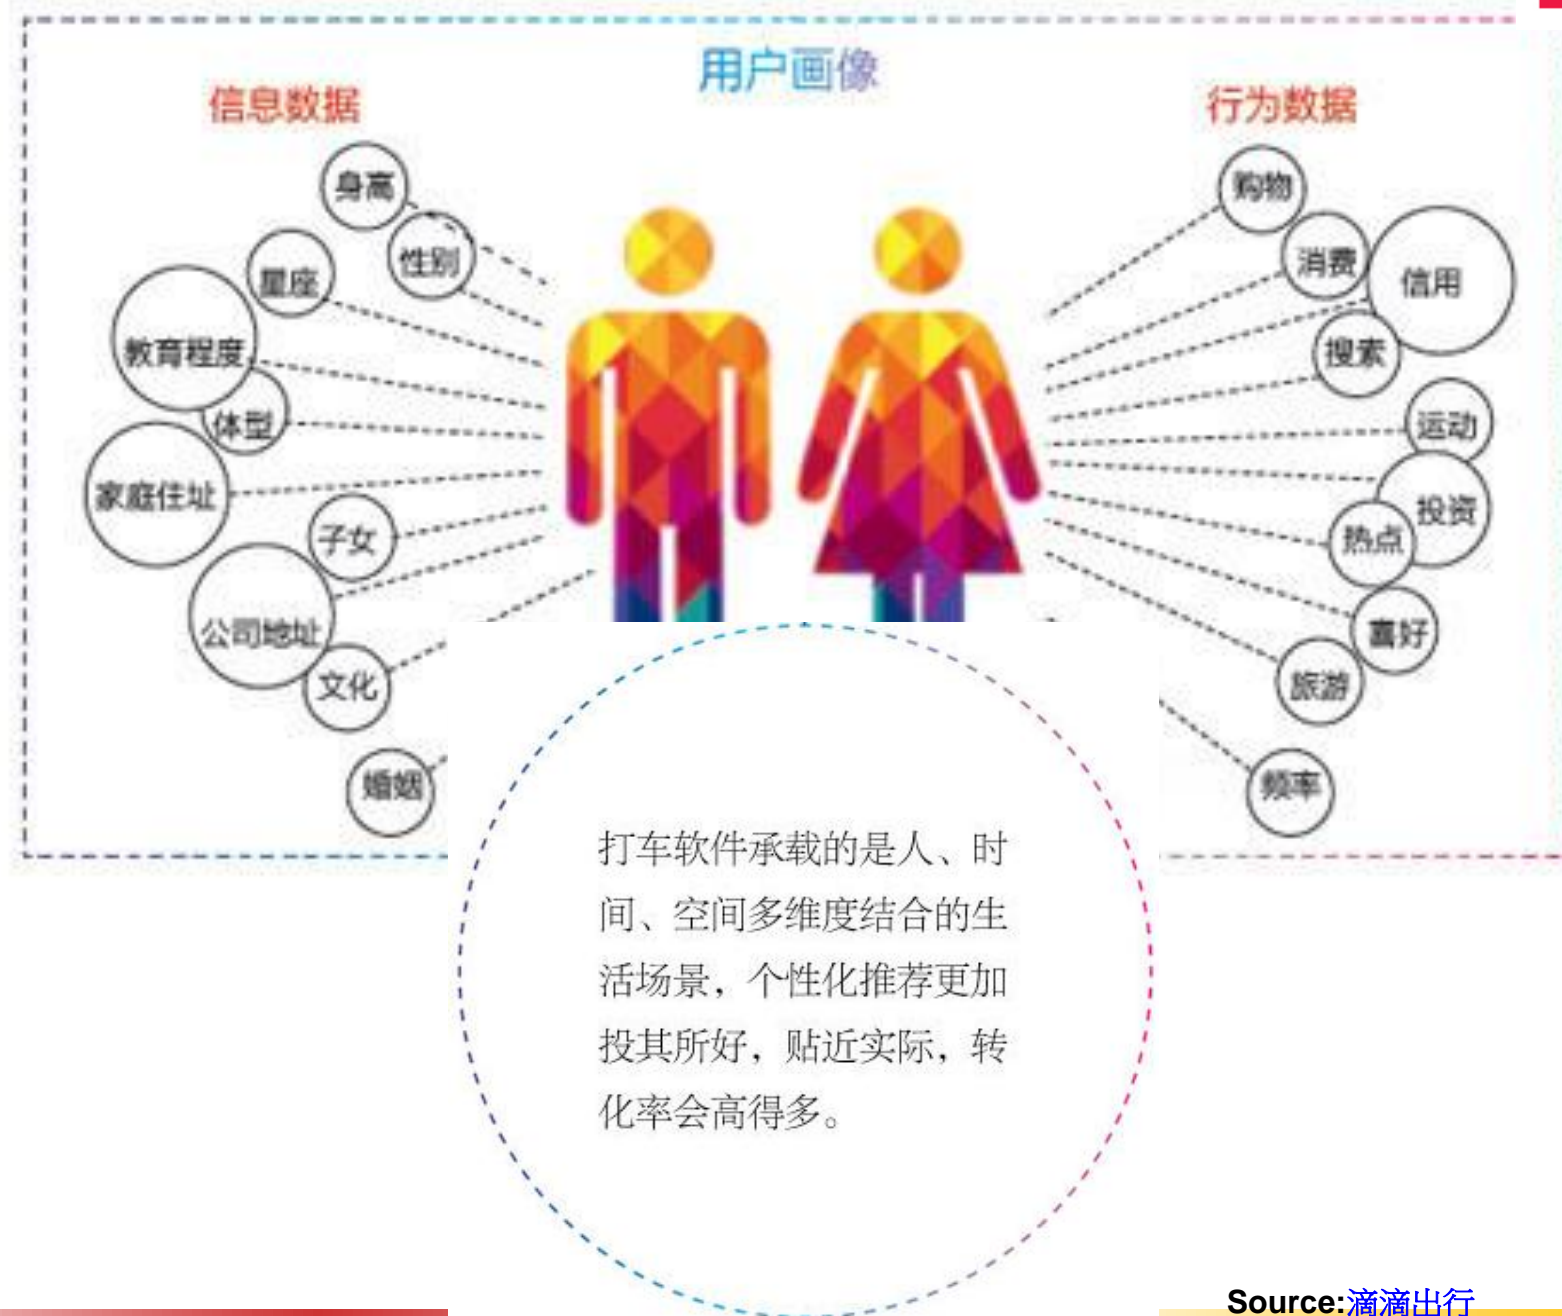 用户画像
信息数据
身高
性别
星座
教育程度
体型
家庭住址
子女
公司地址
文化
婚姻
行为数据
购物
消费
信用
搜索
运动
投资
热点
喜好
旅游
频率
打车软件承载的是人、时
间、空间多维度结合的生
活场景，个性化推荐更加
投其所好，贴近实际，转
化率会高得多。
Source:滴滴出行